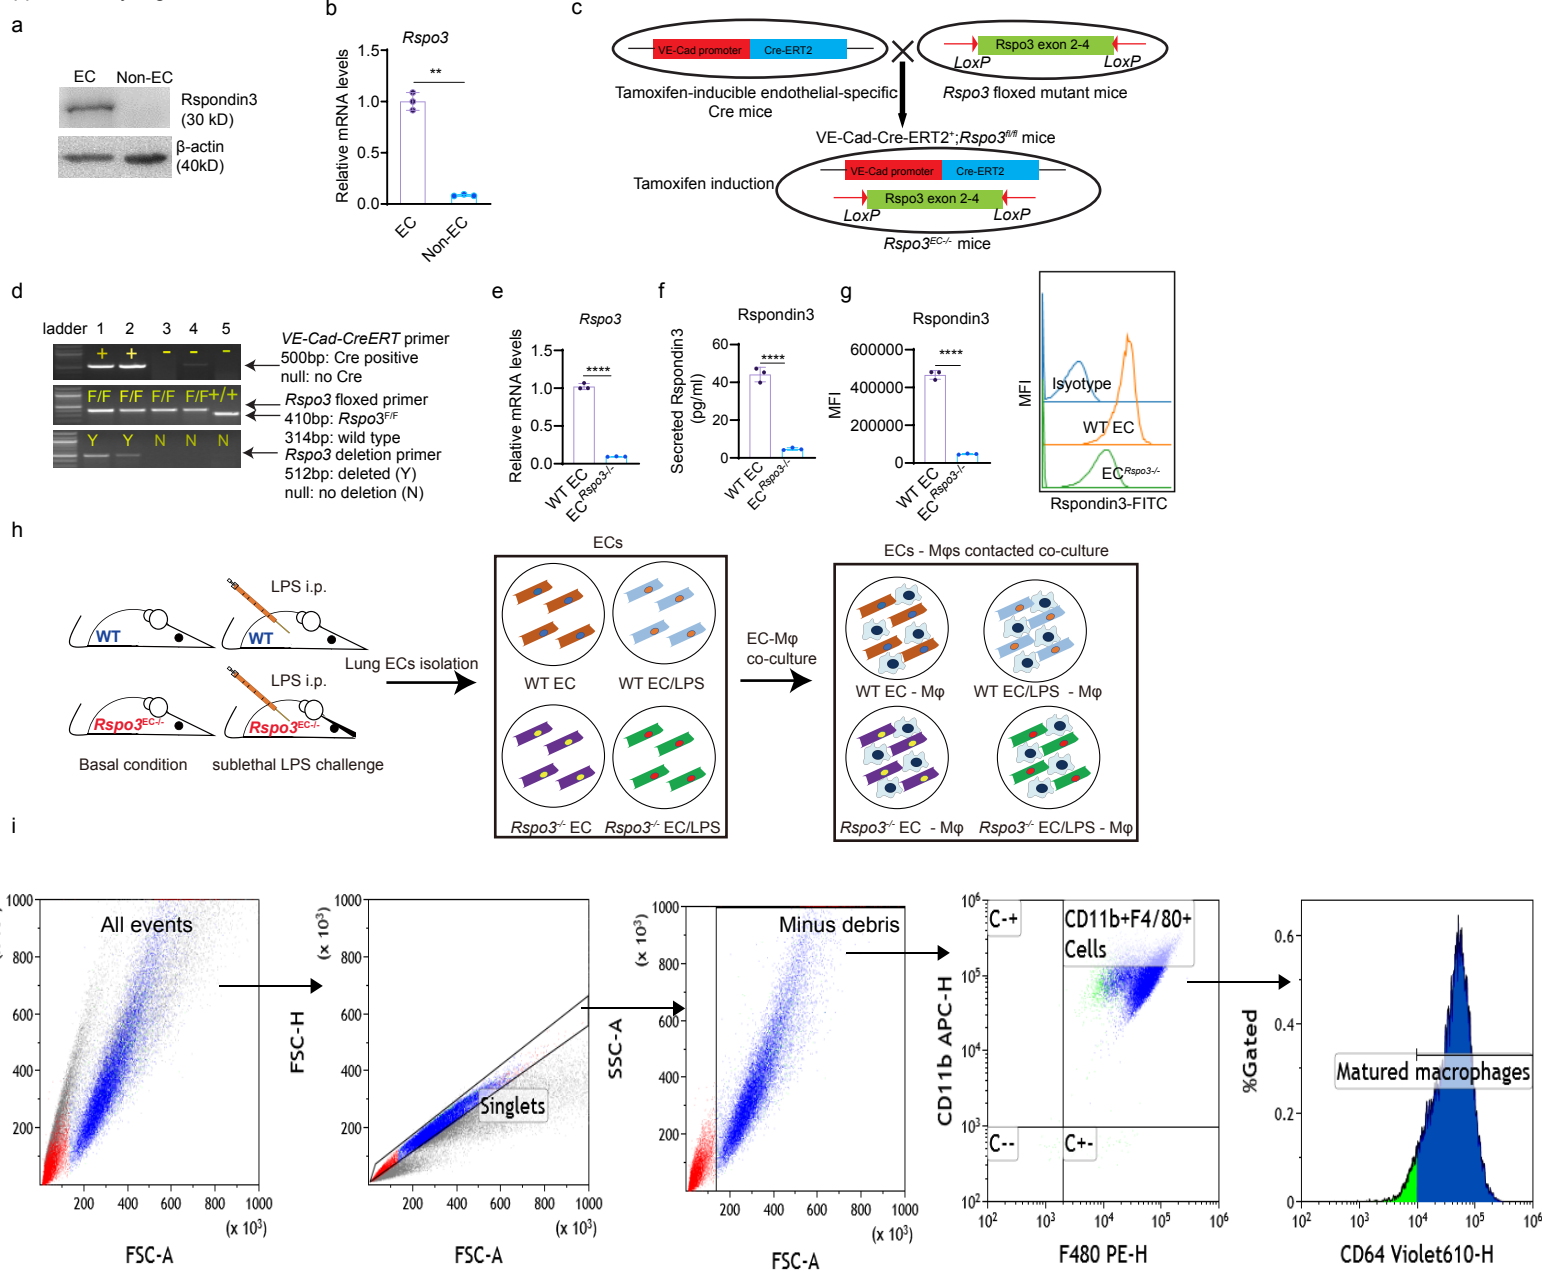 a
EC Non-EC
Rspondin3
(30 kD)
β-actin
(40kD)
b
Rspo3
**
Relative mRNA levels
1.5
1.0
0.5
0.0
EC
Non-EC
c
VE-Cad promoter Cre-ERT2
Rspo3 exon 2-4
LoxP LoxP
Tamoxifen-inducible endothelial-specific
Cre mice
Rspo3 floxed mutant mice
VE-Cad-Cre-ERT2+;Rspo3fl/fl mice
VE-Cad promoter Cre-ERT2
Tamoxifen induction
Rspo3 exon 2-4
LoxP LoxP
Rspo3EC-/- mice
d
ladder 1 2 3 4 5
+ + - - -
VE-Cad-CreERT primer
500bp: Cre positive
null: no Cre
F/F F/F F/F F/F +/+
Rspo3 floxed primer
410bp: Rspo3F/F
314bp: wild type
Y Y N N N
Rspo3 deletion primer
512bp: deleted (Y)
null: no deletion (N)
e
Rspo3
****
Relative mRNA levels
1.5
1.0
0.5
0.0
WT EC
ECRspo3-/-
f
Rspondin3
****
Secreted Rspondin3
(pg/ml)
60
40
20
0
WT EC
ECRspo3-/-
g
Rspondin3
****
MFI
600000
400000
200000
0
WT EC
ECRspo3-/-
MFI
Isyotype
WT EC
ECRspo3-/-
Rspondin3-FITC
h
WT
LPS i.p.
WT
Rspo3EC-/-
LPS i.p.
Rspo3EC-/-
Basal condition sublethal LPS challenge
Lung ECs isolation
ECs
WT EC WT EC/LPS
Rspo3-/- EC Rspo3-/- EC/LPS
EC-Mφ
co-culture
ECs - Mφs contacted co-culture
WT EC - Mφ WT EC/LPS - Mφ
Rspo3-/- EC - Mφ Rspo3-/- EC/LPS - Mφ
i
All events
1000
800
600
400
200
200 400 600 800 1000
(x 10³)
FSC-A
(x 10³)
FSC-H
1000
800
600
400
200
Singlets
200 400 600 800 1000
(x 10³)
FSC-A
(x 10³)
SSC-A
1000
800
600
400
200
Minus debris
200 400 600 800 1000
(x 10³)
FSC-A
CD11b APC-H
10⁶
10⁵
10⁴
10³
10²
C-+
CD11b+F4/80+
Cells
C--
C+-
10² 10³ 10⁴ 10⁵ 10⁶
F480 PE-H
%Gated
0.6
0.4
0.2
0
Matured macrophages
10² 10³ 10⁴ 10⁵ 10⁶
CD64 Violet610-H